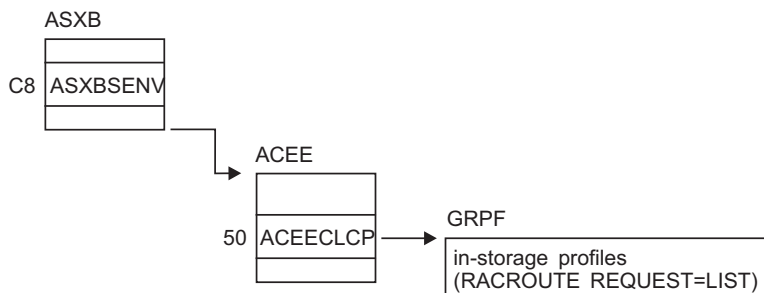 ASXB
C8 ASXBSENV
ACEE
50 ACEECLCP
GRPF
in-storage profiles
(RACROUTE REQUEST=LIST)